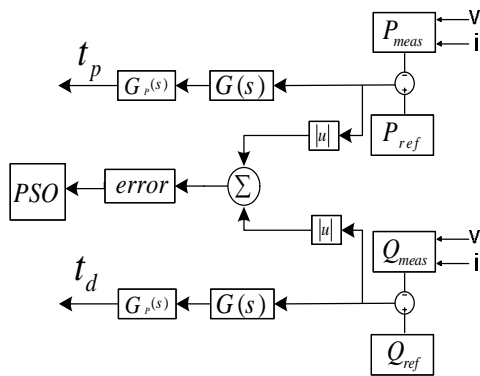 v
P_meas
i
t_p
G_P(s)
G(s)
P_ref
|u|
PSO
error
Σ
|u|
v
Q_meas
i
t_d
G_P(s)
G(s)
Q_ref